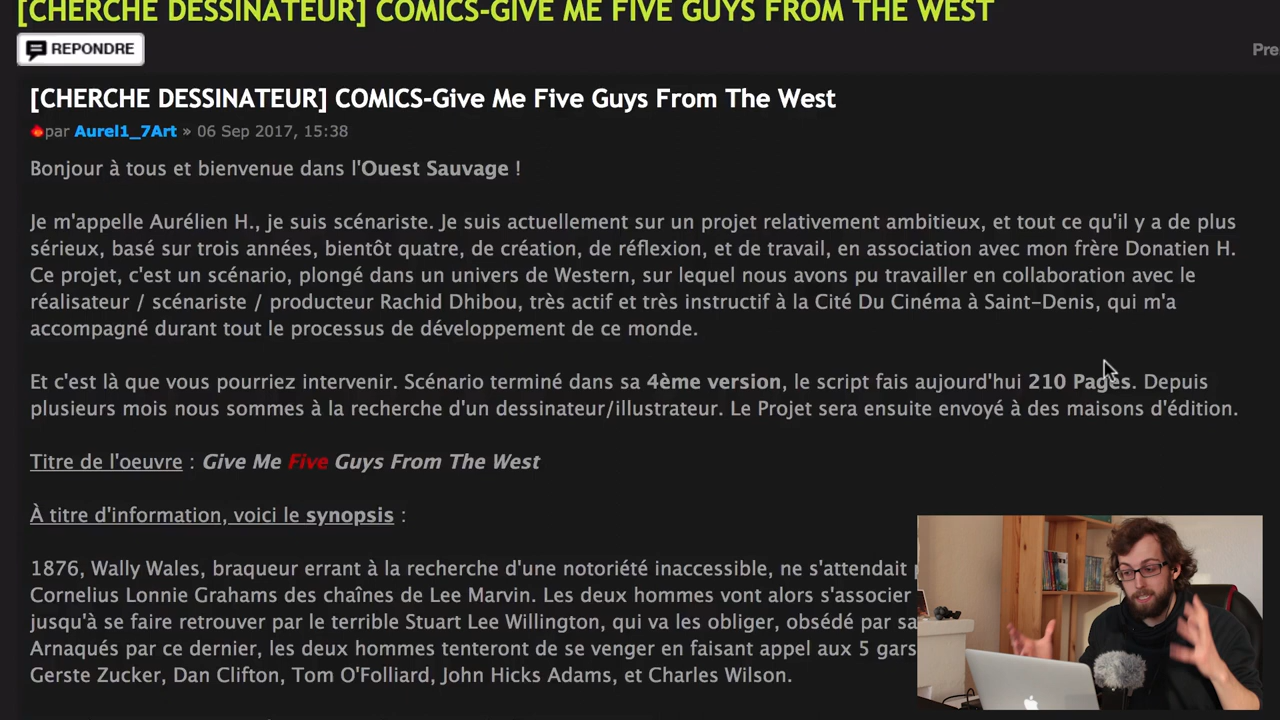 [CHERCHE DESSINATEUR] COMICS-GIVE ME FIVE GUYS FROM THE WEST
REPONDRE
Pre
[CHERCHE DESSINATEUR] COMICS-Give Me Five Guys From The West
par Aurel1_7Art » 06 Sep 2017, 15:38
Bonjour à tous et bienvenue dans l'Ouest Sauvage !
Je m'appelle Aurélien H., je suis scénariste. Je suis actuellement sur un projet relativement ambitieux, et tout ce qu'il y a de plus
sérieux, basé sur trois années, bientôt quatre, de création, de réflexion, et de travail, en association avec mon frère Donatien H.
Ce projet, c'est un scénario, plongé dans un univers de Western, sur lequel nous avons pu travailler en collaboration avec le
réalisateur / scénariste / producteur Rachid Dhibou, très actif et très instructif à la Cité Du Cinéma à Saint-Denis, qui m'a
accompagné durant tout le processus de développement de ce monde.
Et c'est là que vous pourriez intervenir. Scénario terminé dans sa 4ème version, le script fais aujourd'hui 210 Pages. Depuis
plusieurs mois nous sommes à la recherche d'un dessinateur/illustrateur. Le Projet sera ensuite envoyé à des maisons d'édition.
Titre de l'oeuvre : Give Me Five Guys From The West
À titre d'information, voici le synopsis :
1876, Wally Wales, braqueur errant à la recherche d'une notoriété inaccessible, ne s'attendait
Cornelius Lonnie Grahams des chaînes de Lee Marvin. Les deux hommes vont alors s'associer
jusqu'à se faire retrouver par le terrible Stuart Lee Willington, qui va les obliger, obsédé par sa
Arnaqués par ce dernier, les deux hommes tenteront de se venger en faisant appel aux 5 gars
Gerste Zucker, Dan Clifton, Tom O'Folliard, John Hicks Adams, et Charles Wilson.